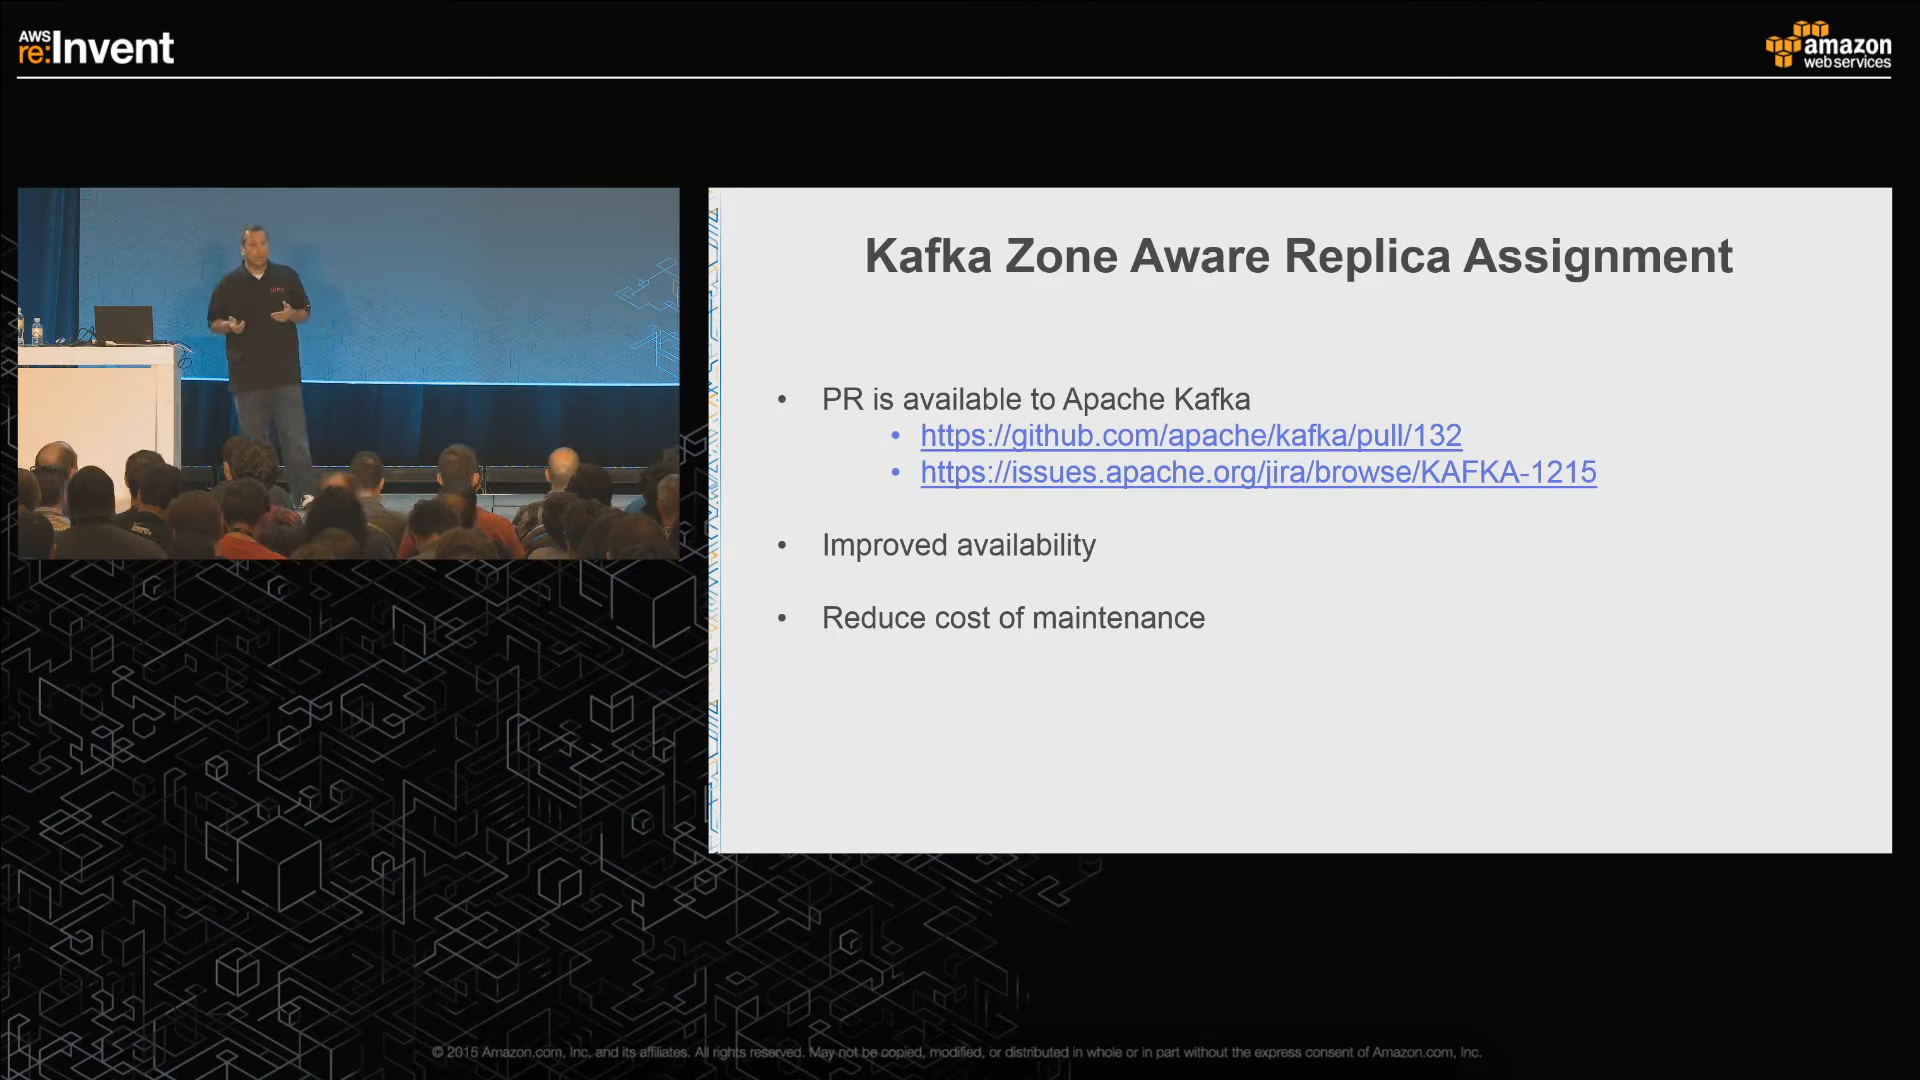 AWS
re:Invent
amazon
web services
Kafka Zone Aware Replica Assignment
• PR is available to Apache Kafka
• https://github.com/apache/kafka/pull/132
• https://issues.apache.org/jira/browse/KAFKA-1215
• Improved availability
• Reduce cost of maintenance
© 2015 Amazon.com, Inc. and its affiliates. All rights reserved. May not be copied, modified, or distributed in whole or in part without the express consent of Amazon.com, Inc.